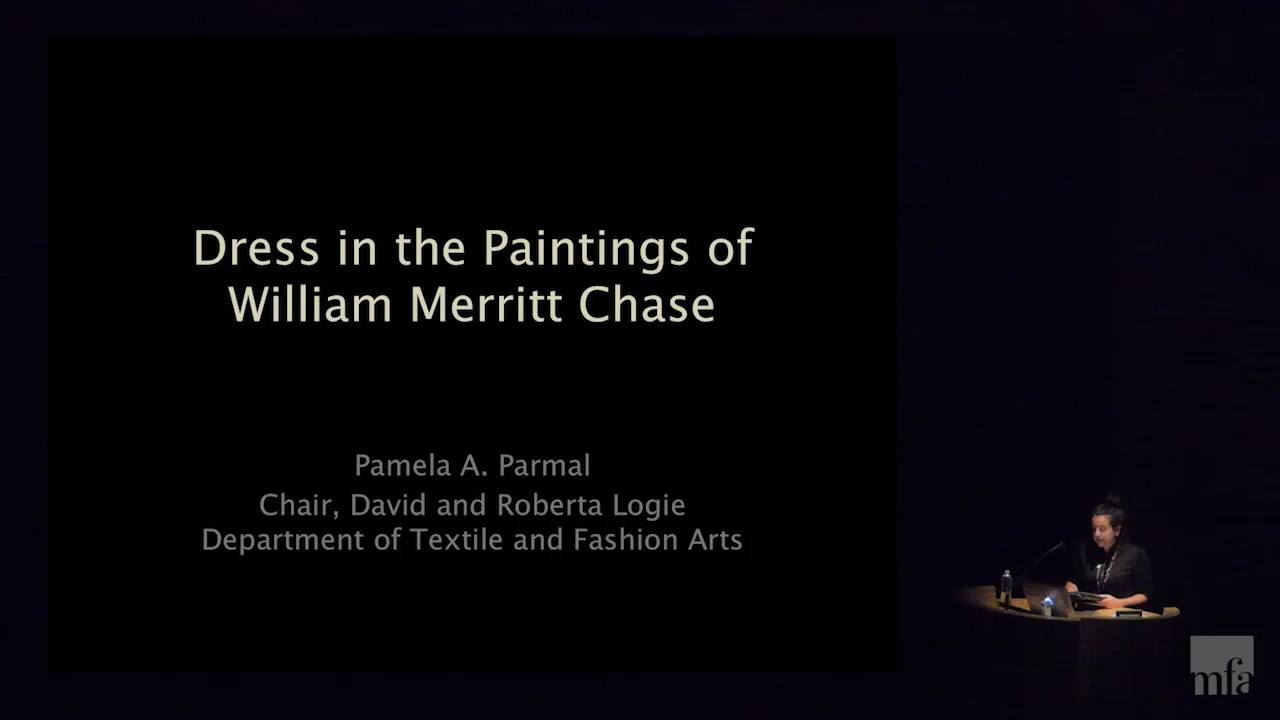 Dress in the Paintings of
William Merritt Chase
Pamela A. Parmal
Chair, David and Roberta Logie
Department of Textile and Fashion Arts
mfa